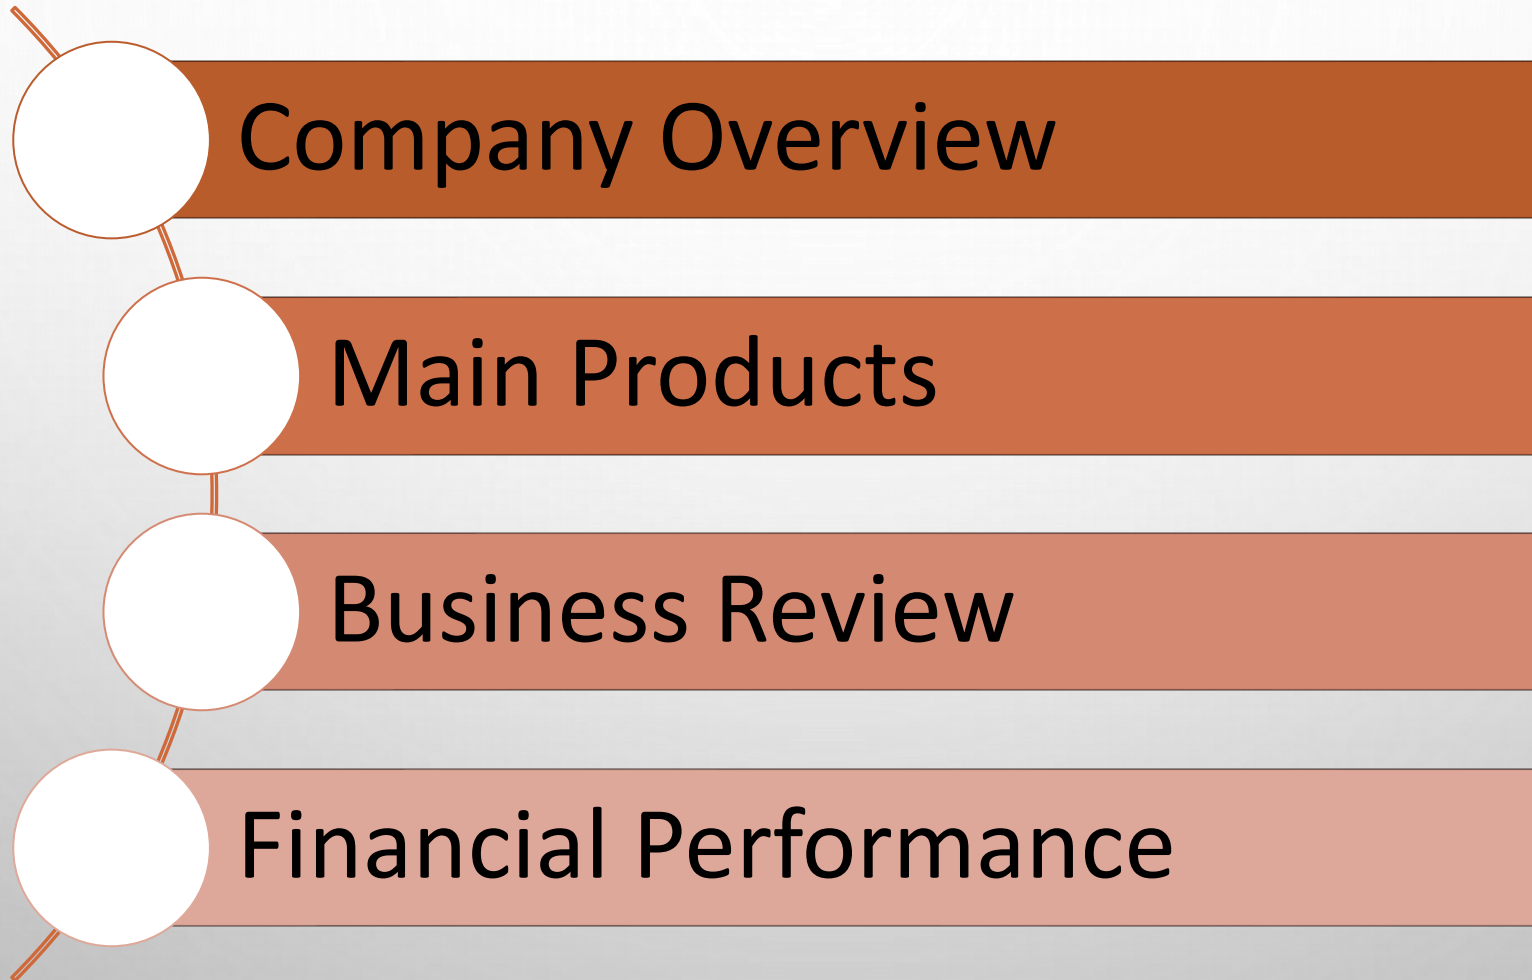 Company Overview
Main Products
Business Review
Financial Performance